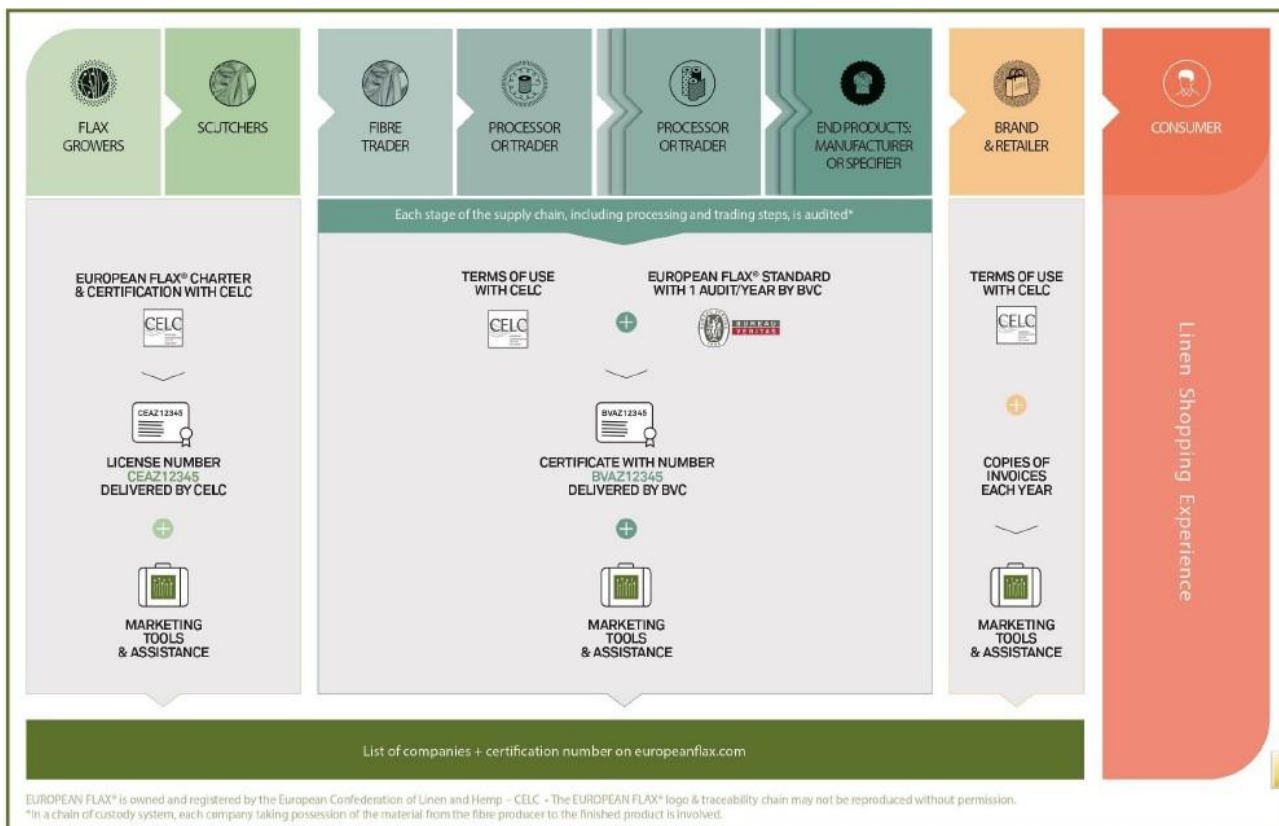 FLAX
GROWERS
SCUTCHERS
FIBRE
TRADER
PROCESSOR
OR TRADER
PROCESSOR
OR TRADER
END PRODUCTS:
MANUFACTURER
OR SPECIFIER
BRAND
& RETAILER
CONSUMER
Each stage of the supply chain, including processing and trading steps, is audited*
EUROPEAN FLAX® CHARTER
& CERTIFICATION WITH CELC
CELC
CEAZ12345
LICENSE NUMBER
CEAZ12345
DELIVERED BY CELC
MARKETING
TOOLS
& ASSISTANCE
TERMS OF USE
WITH CELC
CELC
EUROPEAN FLAX® STANDARD
WITH 1 AUDIT/YEAR BY BVC
BUREAU
VERITAS
BVAZ12345
CERTIFICATE WITH NUMBER
BVAZ12345
DELIVERED BY BVC
MARKETING
TOOLS
& ASSISTANCE
TERMS OF USE
WITH CELC
CELC
COPIES OF
INVOICES
EACH YEAR
MARKETING
TOOLS
& ASSISTANCE
Linen Shopping Experience
List of companies + certification number on europeanflax.com
EUROPEAN FLAX® is owned and registered by the European Confederation of Linen and Hemp – CELC • The EUROPEAN FLAX® logo & traceability chain may not be reproduced without permission.
*In a chain of custody system, each company taking possession of the material from the fibre producer to the finished product is involved.